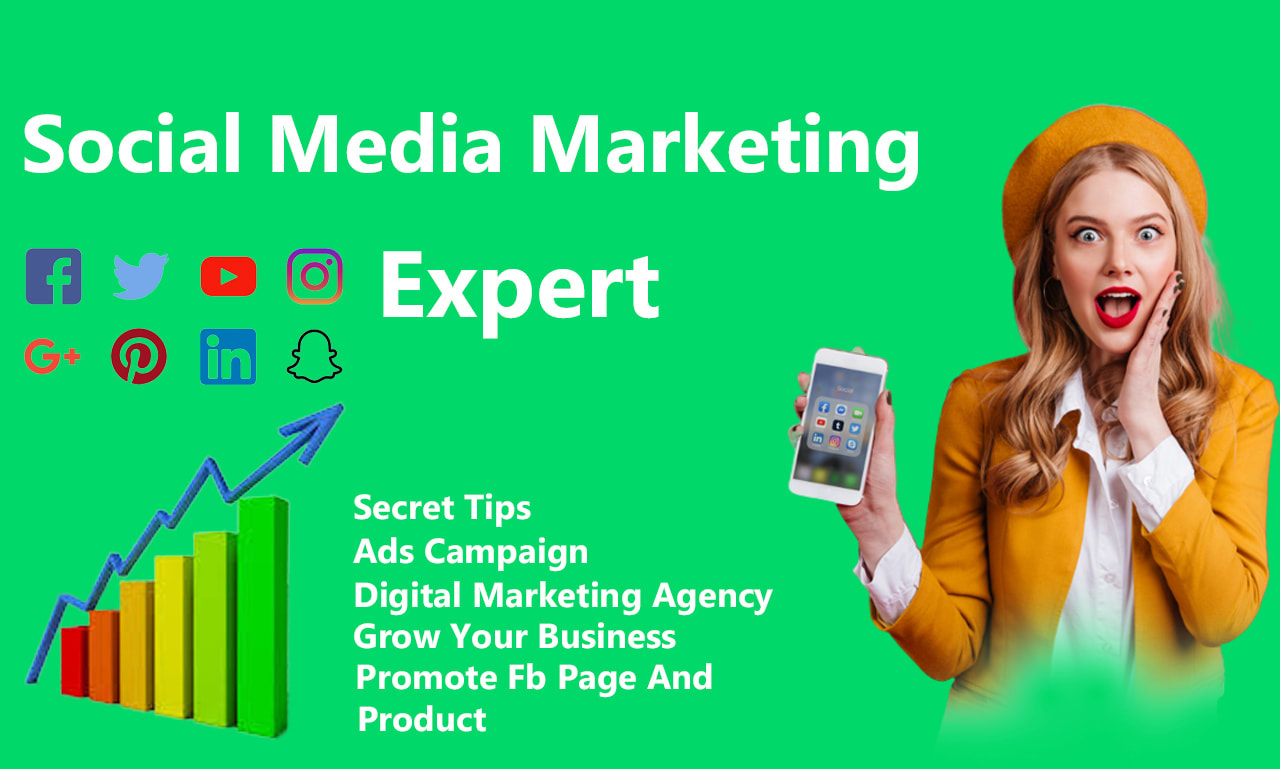 Social Media Marketing
Expert
Social
Secret Tips
Ads Campaign
Digital Marketing Agency
Grow Your Business
Promote Fb Page And
Product